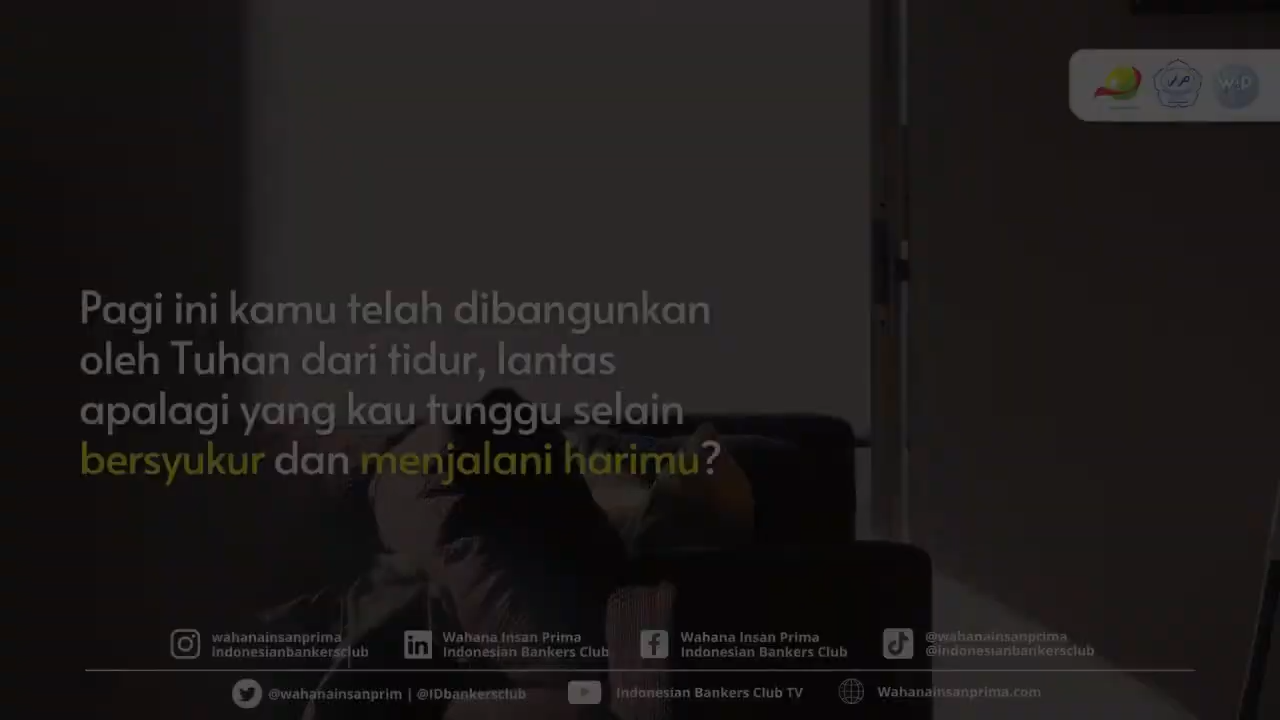 WIP
Pagi ini kamu telah dibangunkan
oleh Tuhan dari tidur, lantas
apalagi yang kau tunggu selain
bersyukur dan menjalani harimu?
wahanainsanprima
indonesianbankersclub
Wahana Insan Prima
Indonesian Bankers Club
Wahana Insan Prima
Indonesian Bankers Club
@wahanainsanprima
@indonesianbankersclub
@wahanainsanprim | @IDbankersclub
Indonesian Bankers Club TV
Wahanainsanprima.com